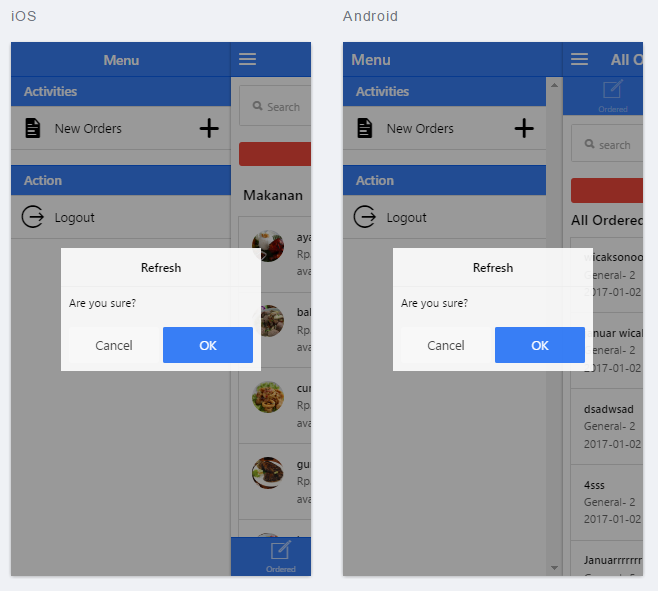 iOS
Menu
Activities
New Orders
Action
Logout
Search
Makanan
aya
Rp.
ava
bal
Rp.
ava
cur
Rp.
ava
gu
Rp.
ava
Ordered
Refresh
Are you sure?
Cancel
OK
Android
Menu
Activities
New Orders
Action
Logout
All O
Ordered
search
All Ordered
wicaksonoo
General- 2
2017-01-02
anuar wical
General- 2
2017-01-02
dsadwsad
General- 2
2017-01-02
4sss
General- 2
2017-01-02
Januarrrrrrr
Refresh
Are you sure?
Cancel
OK